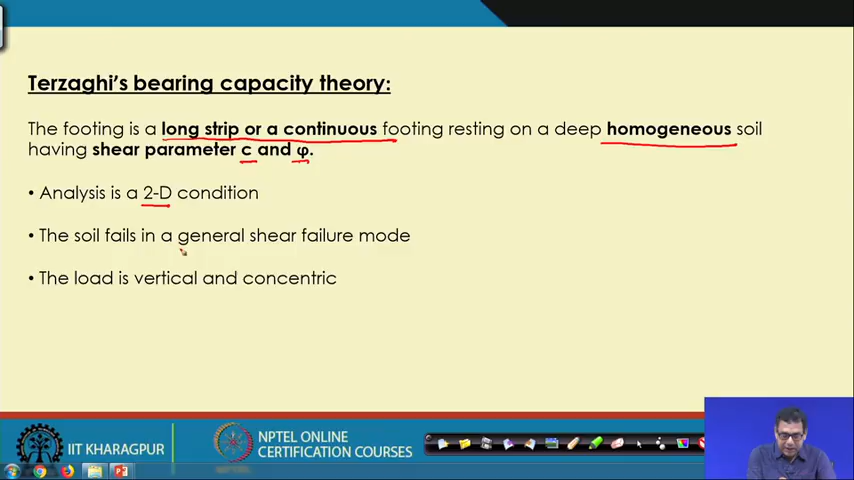 Terzaghi's bearing capacity theory:
The footing is a long strip or a continuous footing resting on a deep homogeneous soil
having shear parameter c and φ.
• Analysis is a 2-D condition
• The soil fails in a general shear failure mode
• The load is vertical and concentric
IIT KHARAGPUR
NPTEL ONLINE
CERTIFICATION COURSES